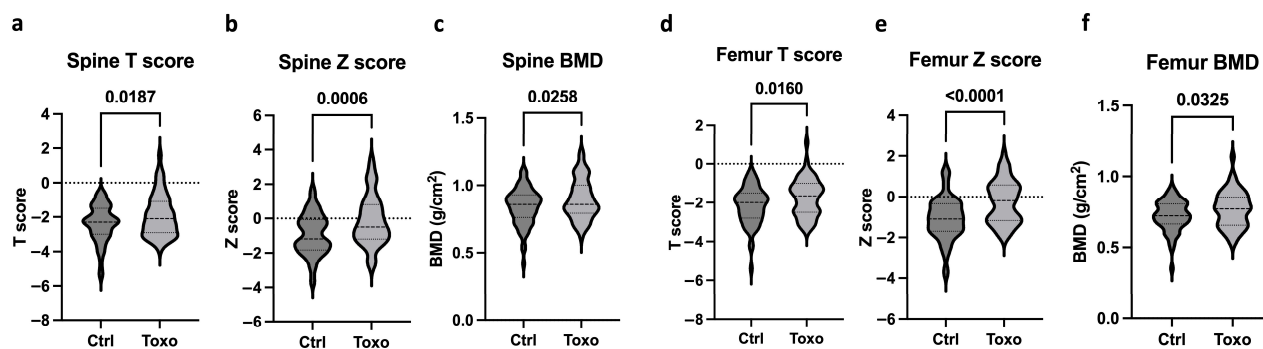 a
Spine T score
0.0187
T score
4
2
0
−2
−4
−6
−8
Ctrl Toxo
b
Spine Z score
0.0006
Z score
6
4
2
0
−2
−4
−6
Ctrl Toxo
c
Spine BMD
0.0258
BMD (g/cm²)
1.5
1.0
0.5
0.0
Ctrl Toxo
d
Femur T score
0.0160
T score
2
0
−2
−4
−6
−8
Ctrl Toxo
e
Femur Z score
<0.0001
Z score
4
2
0
−2
−4
−6
Ctrl Toxo
f
Femur BMD
0.0325
BMD (g/cm²)
1.5
1.0
0.5
0.0
Ctrl Toxo